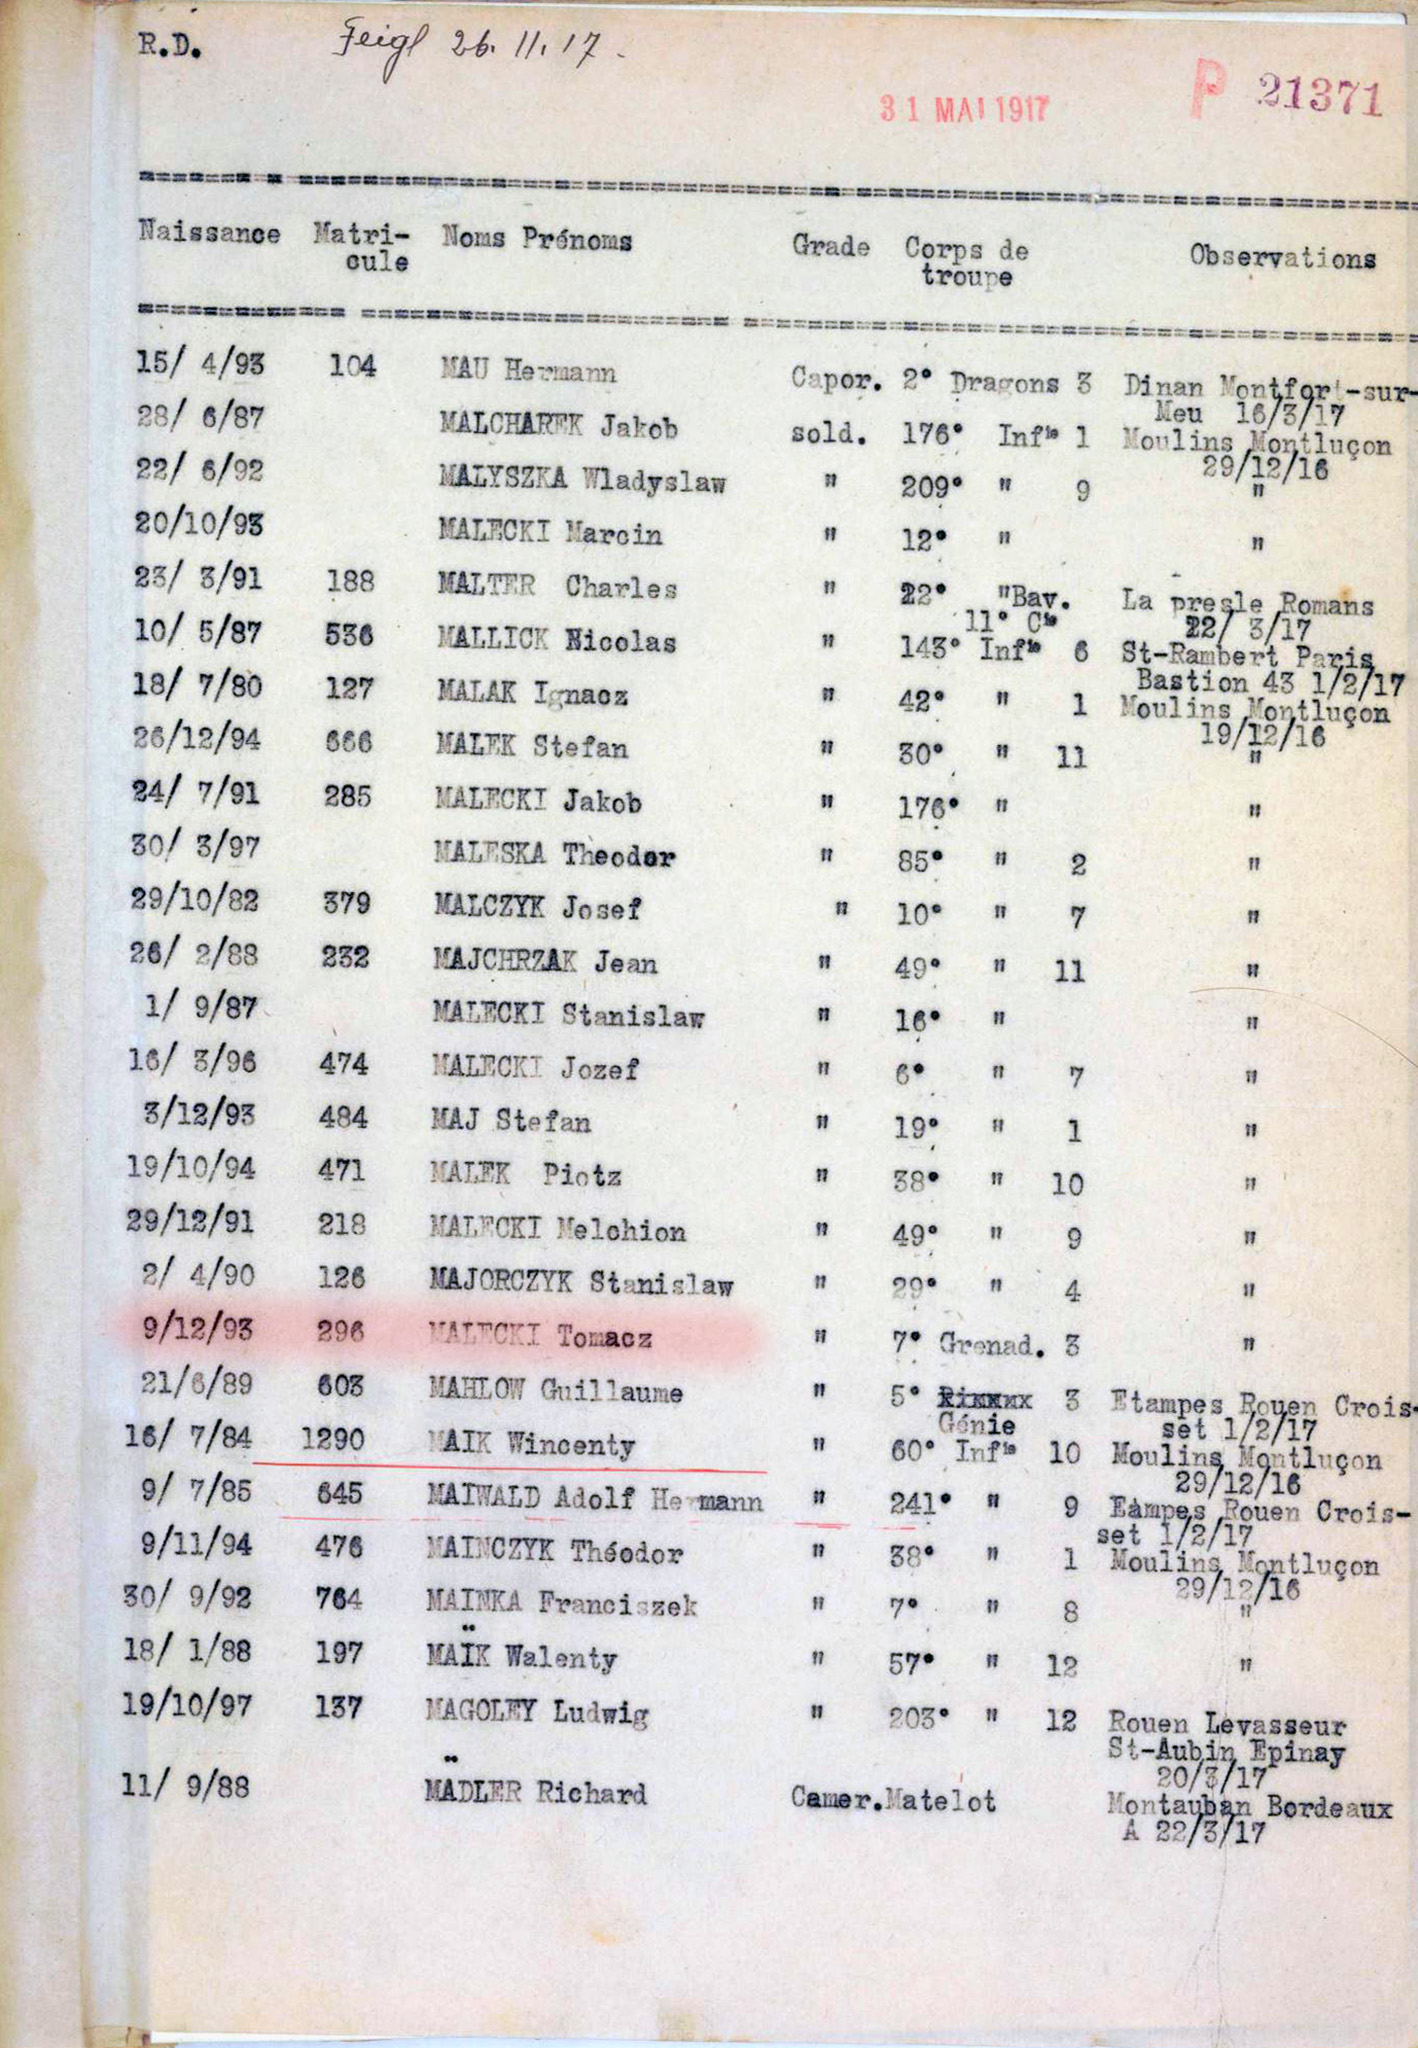 R.D. Feigl 26.11.17.
31 MAI 1917 P 21371
Naissance Matri- Noms Prénoms Grade Corps de Observations
cule troupe
15/ 4/93 104 MAU Hermann Capor. 2° Dragons 3 Dinan Montfort-sur-
Meu 16/3/17
28/ 6/87 MALCHAREK Jakob sold. 176° Infie 1 Moulins Montluçon
29/12/16
22/ 6/92 MALYSZKA Wladyslaw " 209° " 9 "
20/10/93 MALECKI Marcin " 12° " "
23/ 3/91 188 MALTER Charles " 22° "Bav. La presle Romans
11° Cie 22/ 3/17
10/ 5/87 536 MALLICK Nicolas " 143° Infie 6 St-Rambert Paris
Bastion 43 1/2/17
18/ 7/80 127 MALAK Ignacz " 42° " 1 Moulins Montluçon
19/12/16
26/12/94 666 MALEK Stefan " 30° " 11 "
24/ 7/91 285 MALECKI Jakob " 176° " "
30/ 3/97 MALESKA Theodor " 85° " 2 "
29/10/82 379 MALCZYK Josef " 10° " 7 "
26/ 2/88 232 MAJCHRZAK Jean " 49° " 11 "
1/ 9/87 MALECKI Stanislaw " 16° " "
16/ 3/96 474 MALECKI Jozef " 6° " 7 "
3/12/93 484 MAJ Stefan " 19° " 1 "
19/10/94 471 MALEK Piotz " 38° " 10 "
29/12/91 218 MALECKI Melchion " 49° " 9 "
2/ 4/90 126 MAJORCZYK Stanislaw " 29° " 4 "
9/12/93 296 MALECKI Tomacz " 7° Grenad. 3 "
21/6/89 603 MAHLOW Guillaume " 5° 3 Etampes Rouen Crois-
Génie set 1/2/17
16/ 7/84 1290 MAIK Wincenty " 60° Infie 10 Moulins Montluçon
29/12/16
9/ 7/85 645 MAIWALD Adolf Hermann " 241° " 9 Eampes Rouen Crois-
set 1/2/17
9/11/94 476 MAINCZYK Théodor " 38° " 1 Moulins Montluçon
29/12/16
30/ 9/92 764 MAINKA Franciszek " 7° " 8 "
18/ 1/88 197 MAÏK Walenty " 57° " 12 "
19/10/97 137 MAGOLEY Ludwig " 203° " 12 Rouen Levasseur
St-Aubin Epinay
20/3/17
11/ 9/88 MÄDLER Richard Camer.Matelot Montauban Bordeaux
A 22/3/17